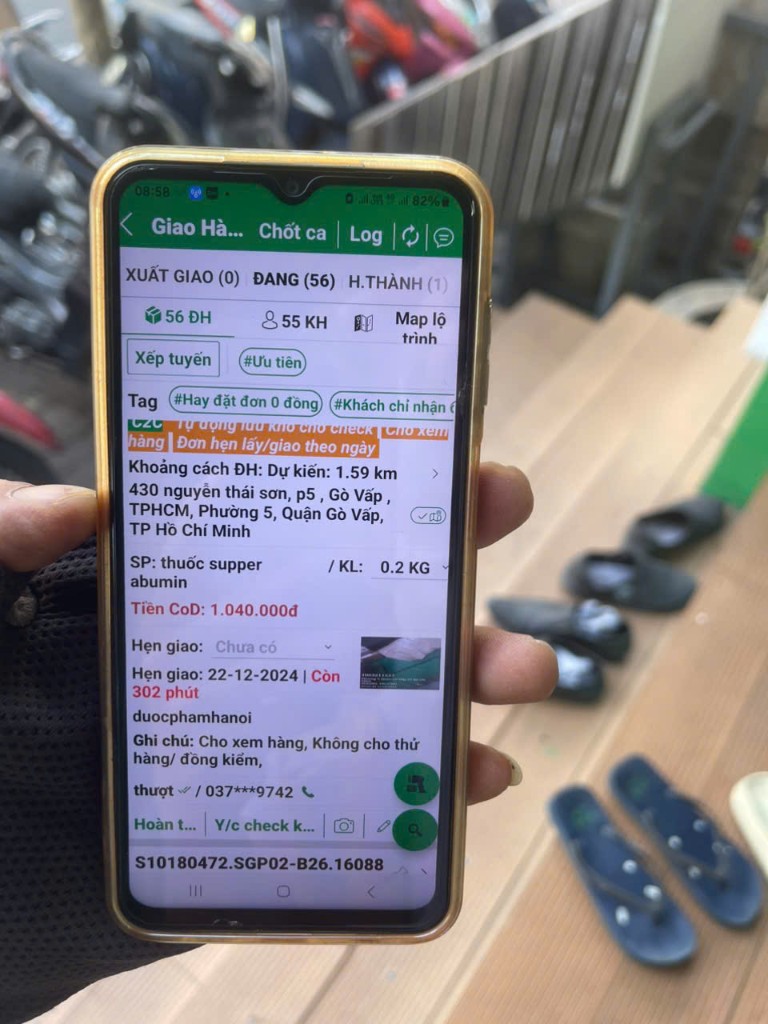 08:58
82%
Giao Hà... Chốt ca Log
XUẤT GIAO (0) ĐANG (56) H.THÀNH (1)
56 ĐH 55 KH Map lộ trình
Xếp tuyến #Ưu tiên
Tag #Hay đặt đơn 0 đồng #Khách chỉ nhận
C2C Tự động lưu kho cho check | Cho xem
hàng | Đơn hẹn lấy/giao theo ngày
Khoảng cách ĐH: Dự kiến: 1.59 km
430 nguyễn thái sơn, p5 , Gò Vấp ,
TPHCM, Phường 5, Quận Gò Vấp,
TP Hồ Chí Minh
SP: thuốc supper / KL: 0.2 KG
abumin
Tiền CoD: 1.040.000đ
Hẹn giao: Chưa có
Hẹn giao: 22-12-2024 | Còn
302 phút
duocphamhanoi
Ghi chú: Cho xem hàng, Không cho thử
hàng/ đồng kiểm,
thượt / 037***9742
Hoàn t... Y/c check k...
S10180472.SGP02-B26.16088